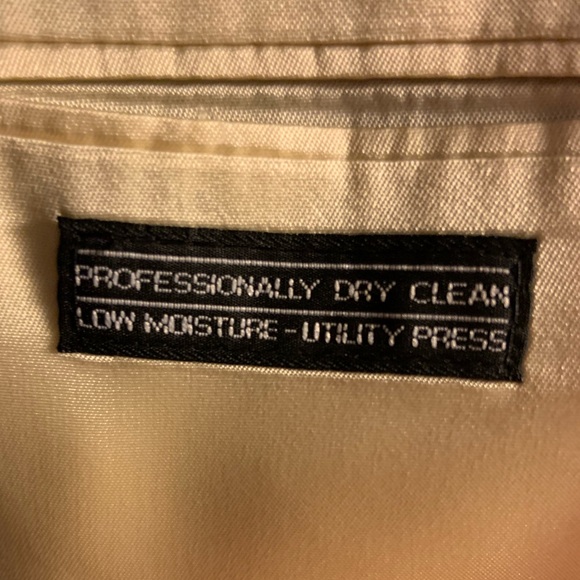 PROFESSIONALLY DRY CLEAN
LOW MOISTURE - UTILITY PRESS